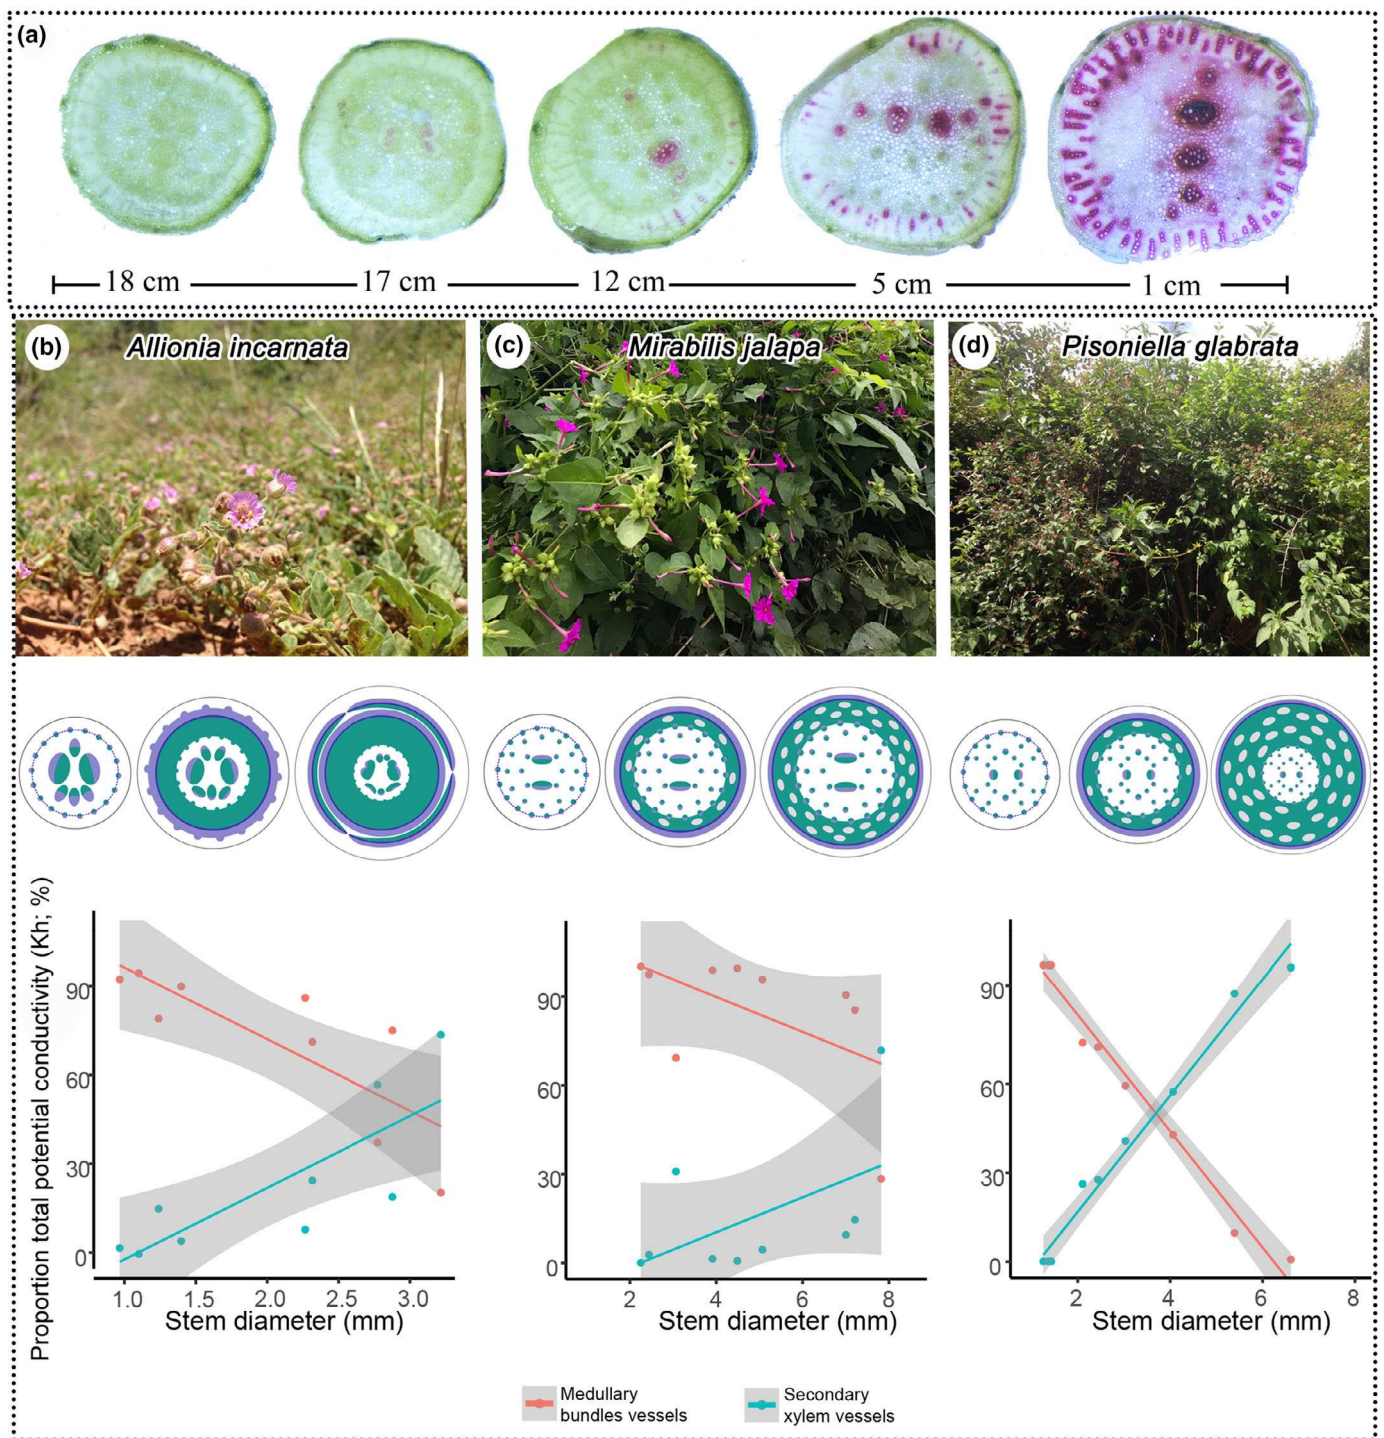 (a)
18 cm 17 cm 12 cm 5 cm 1 cm
(b) Allionia incarnata
(c) Mirabilis jalapa
(d) Pisoniella glabrata
Proportion total potential conductivity (Kh; %)
90
60
30
0
1.0 1.5 2.0 2.5 3.0
Stem diameter (mm)
90
60
30
0
2 4 6 8
Stem diameter (mm)
90
60
30
0
2 4 6 8
Stem diameter (mm)
Medullary
bundles vessels
Secondary
xylem vessels